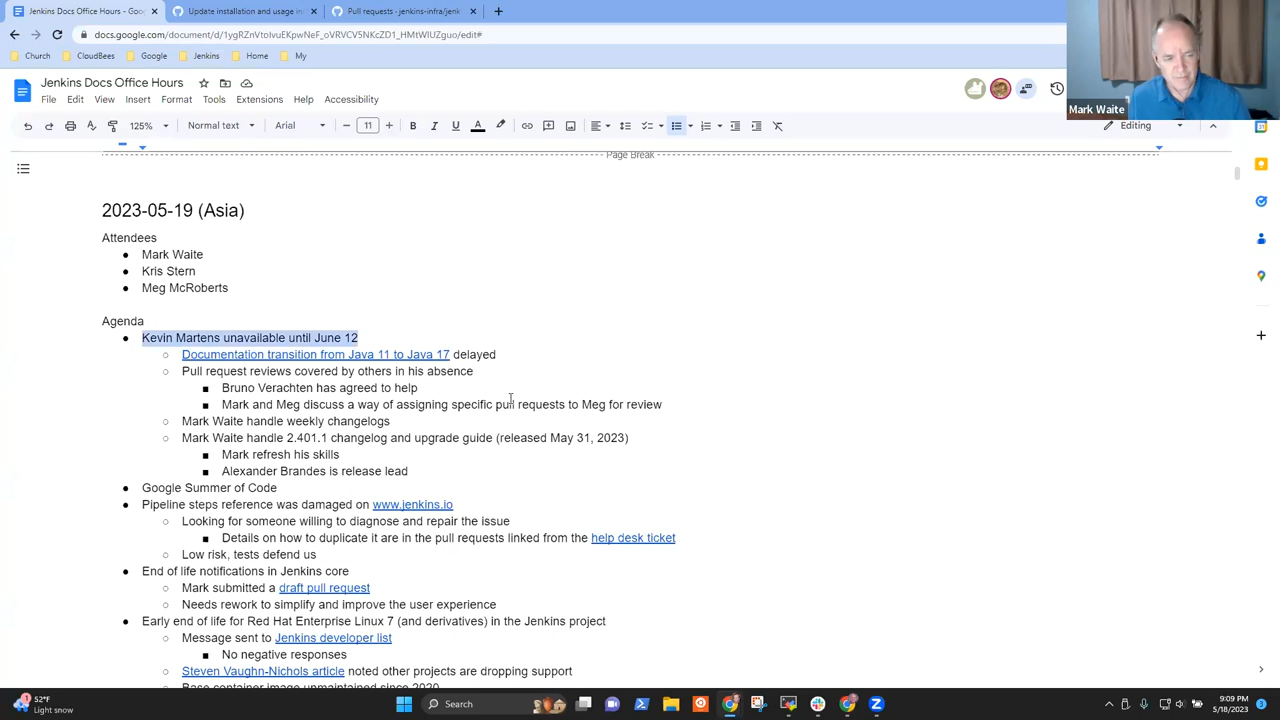 Jenkins Docs Office Hours - Goo
Update installation and usage in
Pull requests - jenkins-infra/jenk
docs.google.com/document/d/1ygRZnVtoIvuEKpwNeF_oVRVCV5NKcZD1_HMtWIUZguo/edit#
Church CloudBees Google Jenkins Help My
Mark Waite
Jenkins Docs Office Hours
File Edit View Insert Format Tools Extensions Help Accessibility
125% Normal text Arial 11 Editing
Page Break
2023-05-19 (Asia)
Attendees
● Mark Waite
● Kris Stern
● Meg McRoberts
Agenda
● Kevin Martens unavailable until June 12
○ Documentation transition from Java 11 to Java 17 delayed
○ Pull request reviews covered by others in his absence
■ Bruno Verachten has agreed to help
■ Mark and Meg discuss a way of assigning specific pull requests to Meg for review
○ Mark Waite handle weekly changelogs
○ Mark Waite handle 2.401.1 changelog and upgrade guide (released May 31, 2023)
■ Mark refresh his skills
■ Alexander Brandes is release lead
● Google Summer of Code
● Pipeline steps reference was damaged on www.jenkins.io
○ Looking for someone willing to diagnose and repair the issue
■ Details on how to duplicate it are in the pull requests linked from the help desk ticket
○ Low risk, tests defend us
● End of life notifications in Jenkins core
○ Mark submitted a draft pull request
○ Needs rework to simplify and improve the user experience
● Early end of life for Red Hat Enterprise Linux 7 (and derivatives) in the Jenkins project
○ Message sent to Jenkins developer list
■ No negative responses
○ Steven Vaughn-Nichols article noted other projects are dropping support
○ Base container image unmaintained since 2020
1 52°F
Light snow
Search
9:09 PM
5/18/2023
3